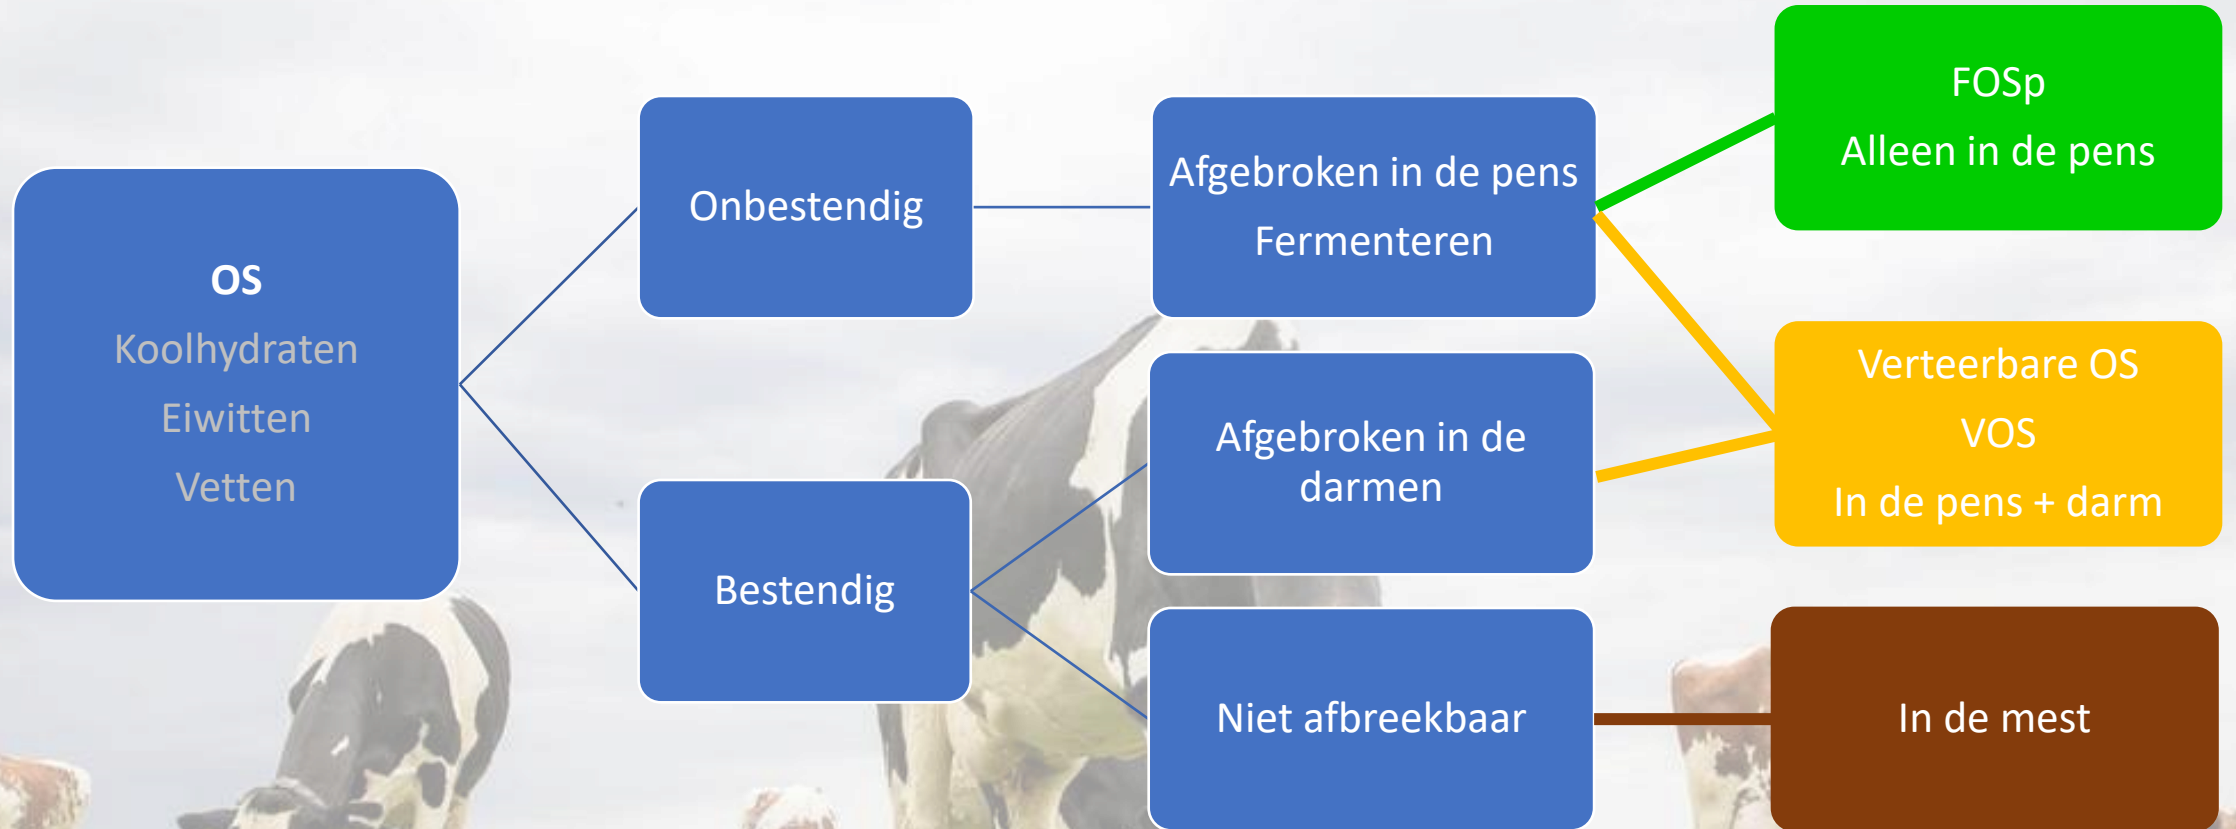 OS
Koolhydraten
Eiwitten
Vetten
Onbestendig
Bestendig
Afgebroken in de pens
Fermenteren
Afgebroken in de
darmen
Niet afbreekbaar
FOSp
Alleen in de pens
Verteerbare OS
VOS
In de pens + darm
In de mest